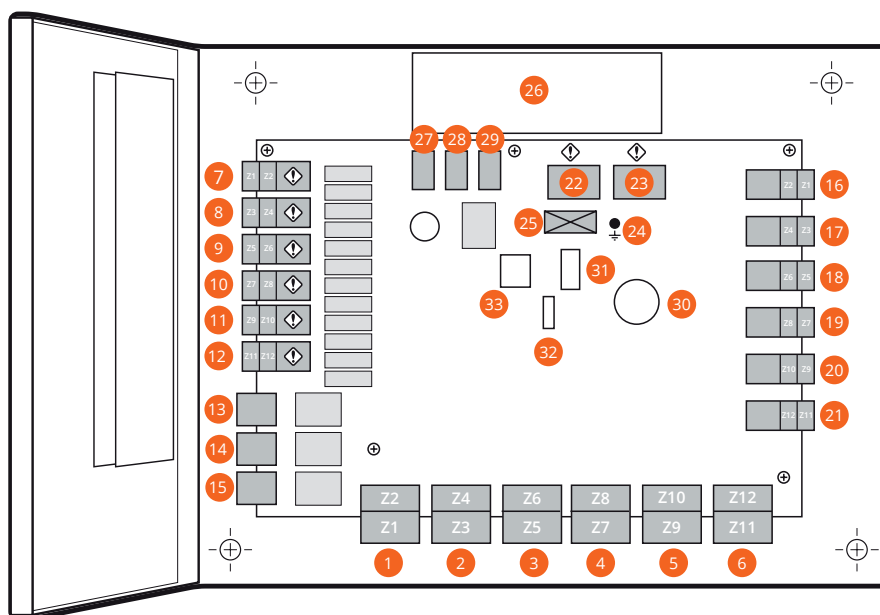 26
27 28 29
22 23
7 Z1 Z2
Z2 Z1 16
8 Z3 Z4
25 24
Z4 Z3 17
9 Z5 Z6
31
33
Z6 Z5 18
10 Z7 Z8
30
11 Z9 Z10
32
Z8 Z7 19
12 Z11 Z12
Z10 Z9 20
13
Z12 Z11 21
14
15
Z2 Z4 Z6 Z8 Z10 Z12
Z1 Z3 Z5 Z7 Z9 Z11
1 2 3 4 5 6